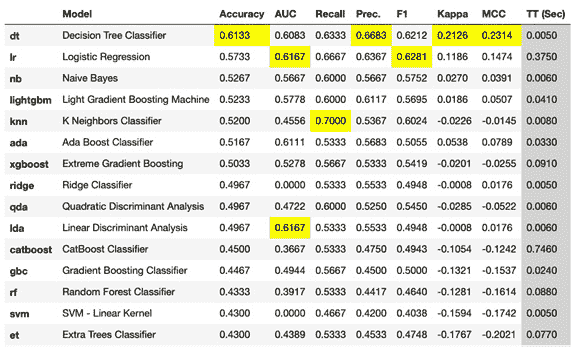 Model Accuracy AUC Recall Prec. F1 Kappa MCC TT (Sec)
dt Decision Tree Classifier 0.6133 0.6083 0.6333 0.6683 0.6212 0.2126 0.2314 0.0050
lr Logistic Regression 0.5733 0.6167 0.6667 0.6367 0.6281 0.1186 0.1474 0.3750
nb Naive Bayes 0.5267 0.5667 0.6000 0.5667 0.5752 0.0270 0.0391 0.0060
lightgbm Light Gradient Boosting Machine 0.5233 0.5778 0.6000 0.6117 0.5695 0.0186 0.0507 0.0410
knn K Neighbors Classifier 0.5200 0.4556 0.7000 0.5367 0.6024 -0.0226 -0.0145 0.0080
ada Ada Boost Classifier 0.5167 0.6111 0.5333 0.5683 0.5055 0.0538 0.0789 0.0330
xgboost Extreme Gradient Boosting 0.5033 0.5278 0.5667 0.5333 0.5419 -0.0201 -0.0255 0.0910
ridge Ridge Classifier 0.4967 0.0000 0.5333 0.5533 0.4948 -0.0008 0.0176 0.0050
qda Quadratic Discriminant Analysis 0.4967 0.4722 0.6000 0.5250 0.5450 -0.0285 -0.0522 0.0060
lda Linear Discriminant Analysis 0.4967 0.6167 0.5333 0.5533 0.4948 -0.0008 0.0176 0.0060
catboost CatBoost Classifier 0.4500 0.3667 0.5333 0.4750 0.4943 -0.1054 -0.1242 0.7460
gbc Gradient Boosting Classifier 0.4467 0.4944 0.5667 0.4500 0.5000 -0.1321 -0.1537 0.0240
rf Random Forest Classifier 0.4333 0.3917 0.5333 0.4417 0.4640 -0.1281 -0.1614 0.0880
svm SVM - Linear Kernel 0.4300 0.0000 0.4667 0.4200 0.4038 -0.1594 -0.1742 0.0050
et Extra Trees Classifier 0.4300 0.4389 0.5333 0.4533 0.4748 -0.1767 -0.2021 0.0770